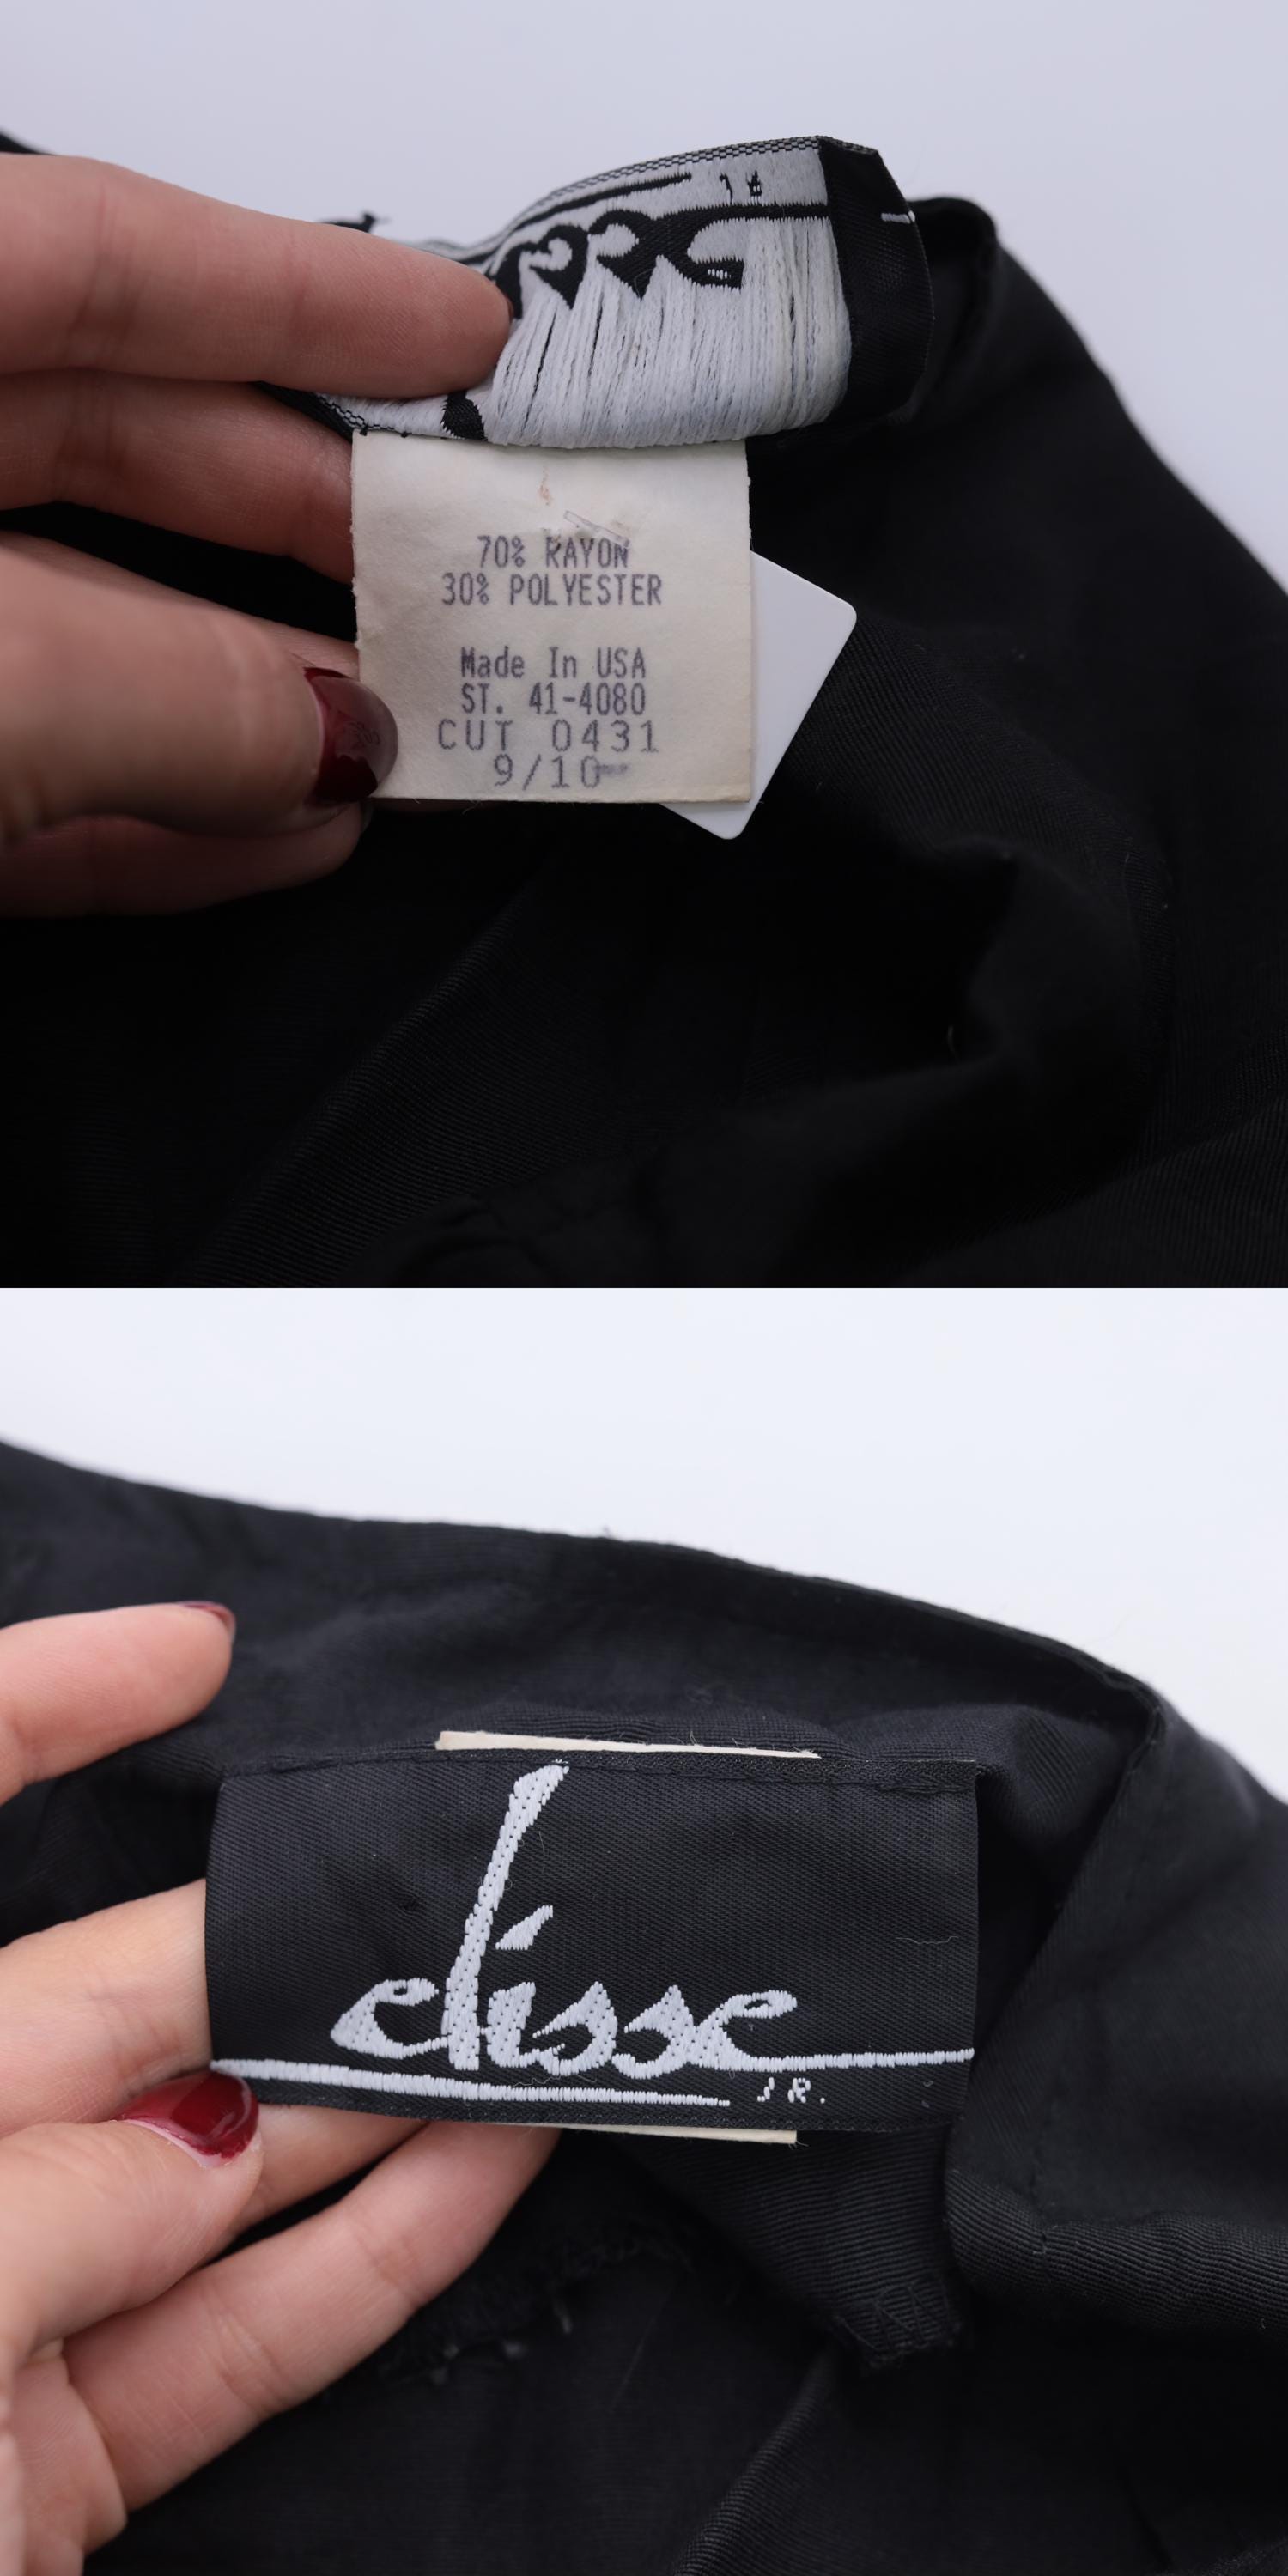 70% RAYON
30% POLYESTER
Made In USA
ST. 41-4080
CUT 0431
9/10
elisse
JR.